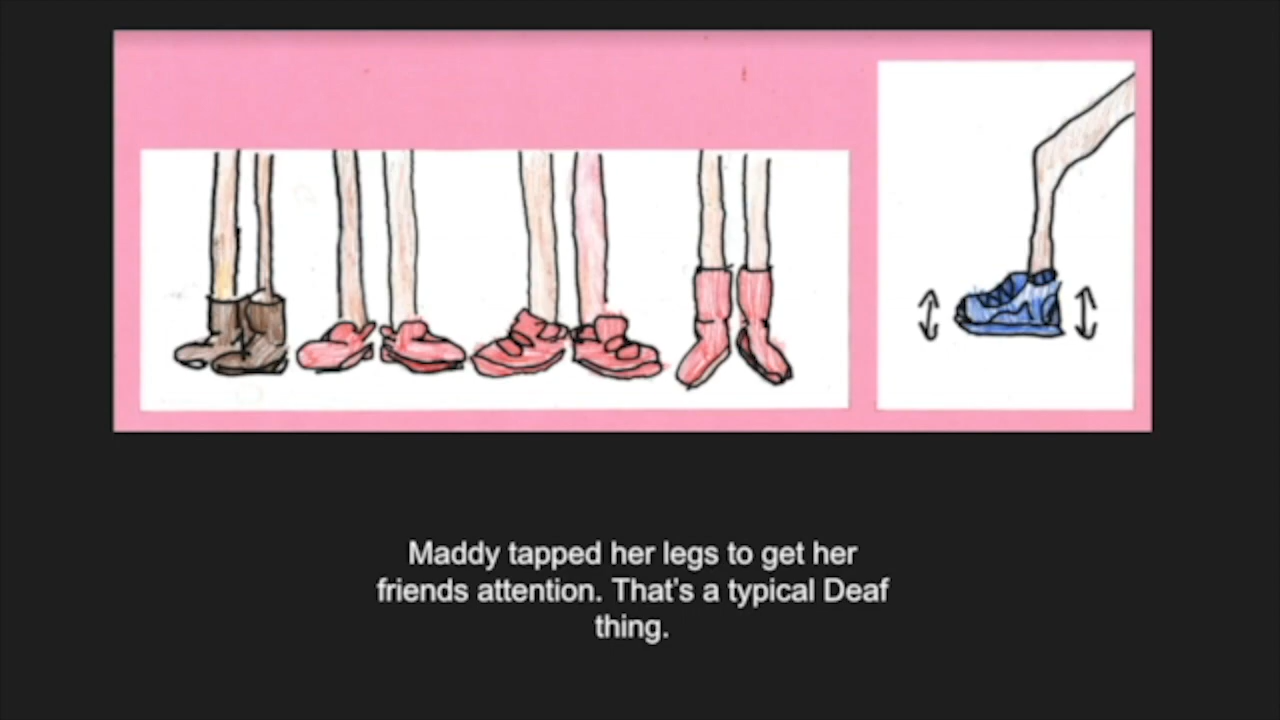 Maddy tapped her legs to get her
friends attention. That’s a typical Deaf
thing.